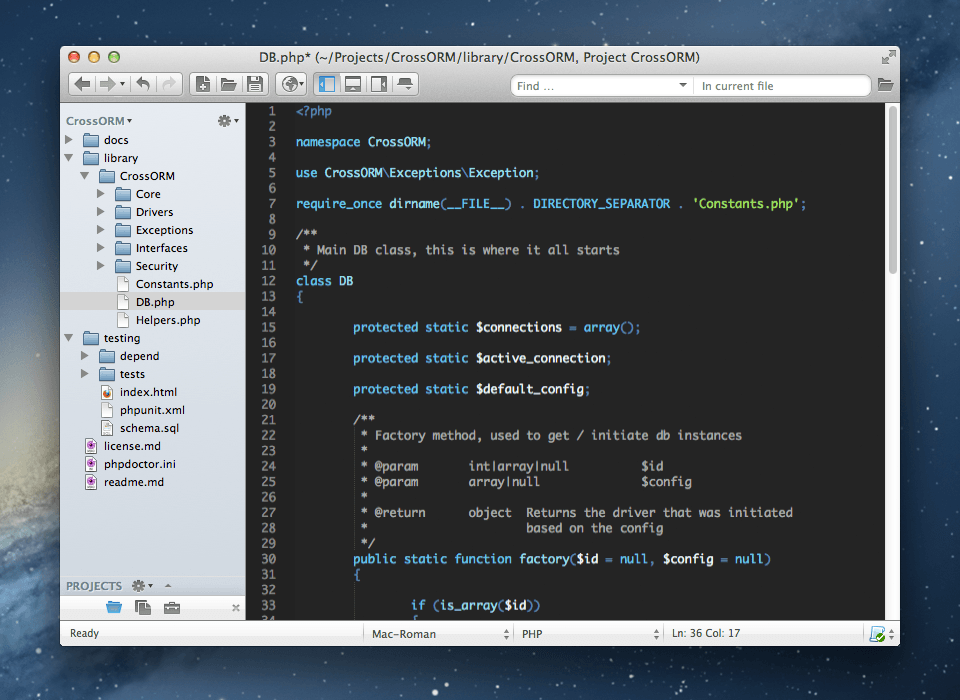 DB.php* (~/Projects/CrossORM/library/CrossORM, Project CrossORM)
Find ...
In current file
CrossORM
docs
library
CrossORM
Core
Drivers
Exceptions
Interfaces
Security
Constants.php
DB.php
Helpers.php
testing
depend
tests
index.html
phpunit.xml
schema.sql
license.md
phpdoctor.ini
readme.md
PROJECTS
1 <?php
2
3 namespace CrossORM;
4
5 use CrossORM\Exceptions\Exception;
6
7 require_once dirname(__FILE__) . DIRECTORY_SEPARATOR . 'Constants.php';
8
9 /**
10 * Main DB class, this is where it all starts
11 */
12 class DB
13 {
14
15 protected static $connections = array();
16
17 protected static $active_connection;
18
19 protected static $default_config;
20
21 /**
22 * Factory method, used to get / initiate db instances
23 *
24 * @param int|array|null $id
25 * @param array|null $config
26 *
27 * @return object Returns the driver that was initiated
28 * based on the config
29 */
30 public static function factory($id = null, $config = null)
31 {
32
33 if (is_array($id))
34 {
Ready
Mac-Roman
PHP
Ln: 36 Col: 17